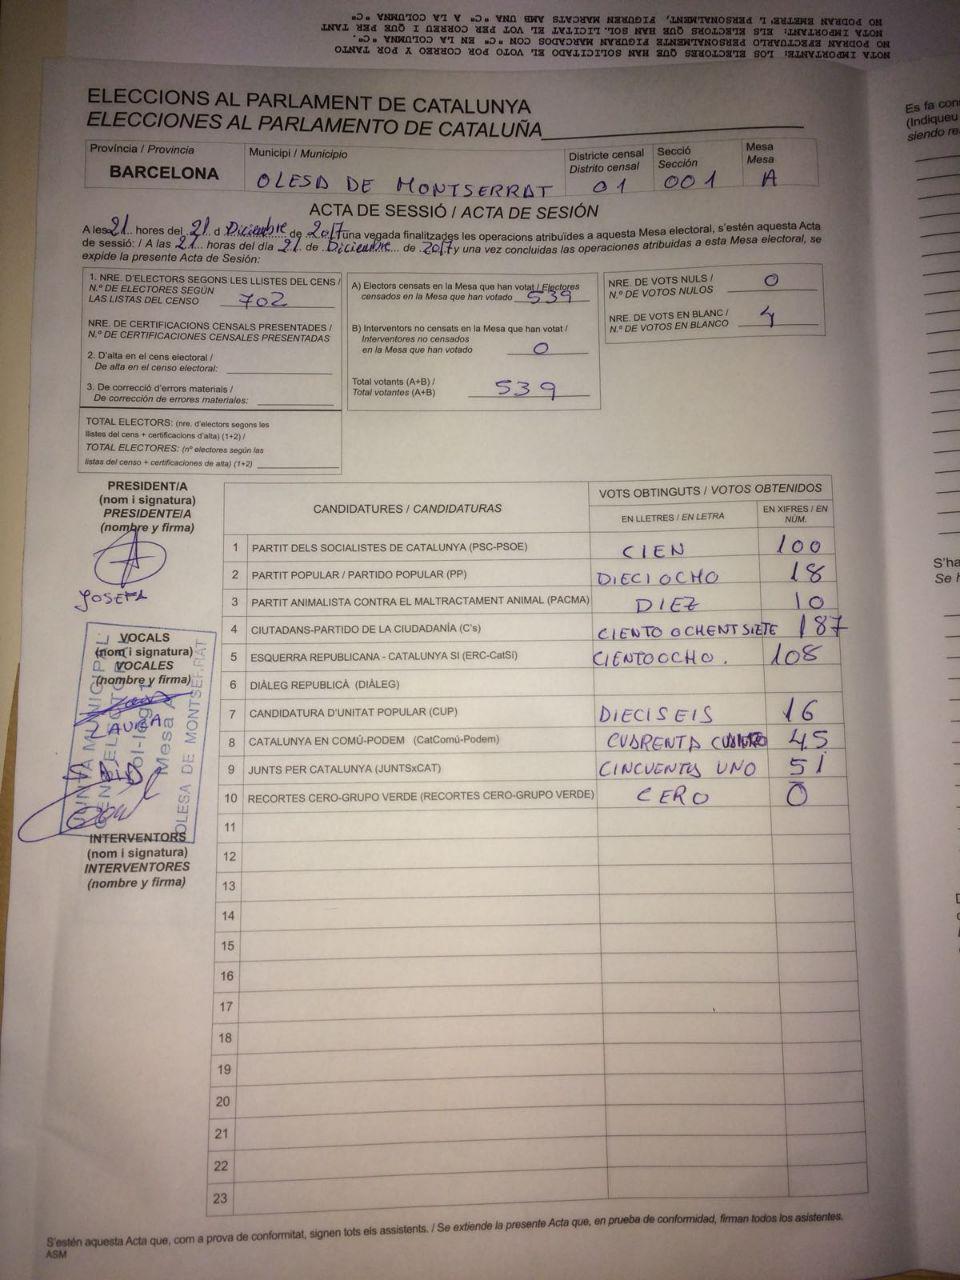 NOTA IMPORTANTE: LOS ELECTORES QUE HAN SOLICITADO EL VOTO POR CORREO Y POR TANTO
NO PODRAN EFECTUARLO PERSONALMENTE FIGURAN MARCADOS CON "C" EN LA COLUMNA "C".
NOTA IMPORTANT: ELS ELECTORS QUE HAN SOL.LICITAT EL VOT PER CORREU I QUE PER TANT
NO PODRAN EMETRE'L PERSONALMENT, FIGUREN MARCATS AMB UNA "C" A LA COLUMNA "C"
ELECCIONS AL PARLAMENT DE CATALUNYA
ELECCIONES AL PARLAMENTO DE CATALUÑA
Província / Provincia
BARCELONA
Municipi / Municipio
OLESA DE MONTSERRAT
Districte censal
Distrito censal
01
Secció
Sección
001
Mesa
Mesa
A
ACTA DE SESSIÓ / ACTA DE SESIÓN
A les 21 hores del 21 d Diciembre de 2017 una vegada finalitzades les operacions atribuïdes a aquesta Mesa electoral, s'estén aquesta Acta
de sessió: / A las 21 horas del día 21 de Diciembre de 2017 y una vez concluidas las operaciones atribuidas a esta Mesa electoral, se
expide la presente Acta de Sesión:
1. NRE. D'ELECTORS SEGONS LES LLISTES DEL CENS /
N.º DE ELECTORES SEGÚN
LAS LISTAS DEL CENSO 702
NRE. DE CERTIFICACIONS CENSALS PRESENTADES /
N.º DE CERTIFICACIONES CENSALES PRESENTADAS
2. D'alta en el cens electoral /
De alta en el censo electoral:
3. De correcció d'errors materials /
De corrección de errores materiales:
TOTAL ELECTORS: (nre. d'electors segons les
llistes del cens + certificacions d'alta) (1+2) /
TOTAL ELECTORES: (nº electores según las
listas del censo + certificaciones de alta) (1+2)
A) Electors censats en la Mesa que han votat / Electores
censados en la Mesa que han votado 539
B) Interventors no censats en la Mesa que han votat /
Interventores no censados
en la Mesa que han votado 0
Total votants (A+B) /
Total votantes (A+B) 539
NRE. DE VOTS NULS /
N.º DE VOTOS NULOS 0
NRE. DE VOTS EN BLANC /
N.º DE VOTOS EN BLANCO 4
PRESIDENT/A
(nom i signatura)
PRESIDENTE/A
(nombre y firma)
JOSEFA
VOCALS
(nom i signatura)
VOCALES
(nombre y firma)
LAURA
INTERVENTORS
(nom i signatura)
INTERVENTORES
(nombre y firma)
Mesa A
OLESA DE MONTSERRAT
CANDIDATURES / CANDIDATURAS
VOTS OBTINGUTS / VOTOS OBTENIDOS
EN LLETRES / EN LETRA
EN XIFRES / EN NÚM.
1 PARTIT DELS SOCIALISTES DE CATALUNYA (PSC-PSOE) CIEN 100
2 PARTIT POPULAR / PARTIDO POPULAR (PP) DIECIOCHO 18
3 PARTIT ANIMALISTA CONTRA EL MALTRACTAMENT ANIMAL (PACMA) DIEZ 10
4 CIUTADANS-PARTIDO DE LA CIUDADANÍA (C's) CIENTO OCHENTSIETE 187
5 ESQUERRA REPUBLICANA - CATALUNYA SI (ERC-CatSí) CIENTO OCHO. 108
6 DIÀLEG REPUBLICÀ (DIÀLEG)
7 CANDIDATURA D'UNITAT POPULAR (CUP) DIECISEIS 16
8 CATALUNYA EN COMÚ-PODEM (CatComú-Podem) CUARENTA 45
9 JUNTS PER CATALUNYA (JUNTSxCAT) CINCUENTA UNO 51
10 RECORTES CERO-GRUPO VERDE (RECORTES CERO-GRUPO VERDE) CERO 0
11
12
13
14
15
16
17
18
19
20
21
22
23
S'estén aquesta Acta que, com a prova de conformitat, signen tots els assistents. / Se extiende la presente Acta que, en prueba de conformidad, firman todos los asistentes.
ASM
Es fa
(Indiqueu
siendo
S'ha
Se